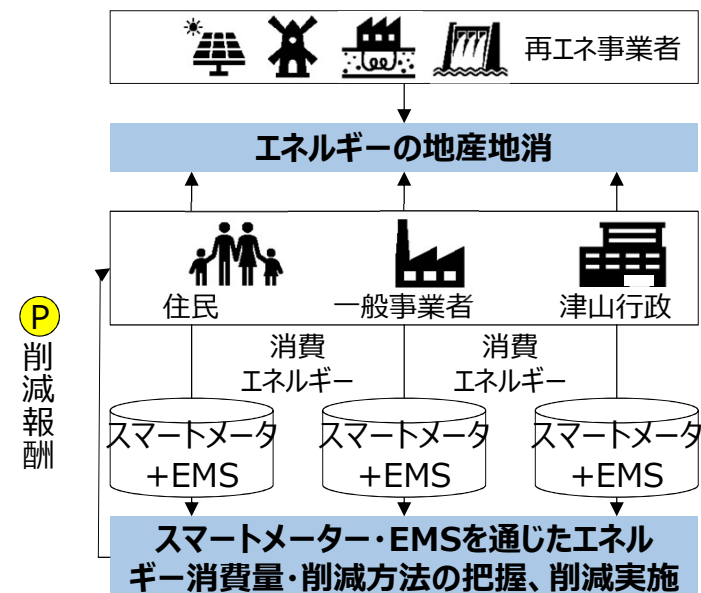 再エネ事業者
エネルギーの地産地消
住民
一般事業者
津山行政
P
削減報酬
消費
エネルギー
消費
エネルギー
スマートメータ
+EMS
スマートメータ
+EMS
スマートメータ
+EMS
スマートメーター・EMSを通じたエネル
ギー消費量・削減方法の把握、削減実施